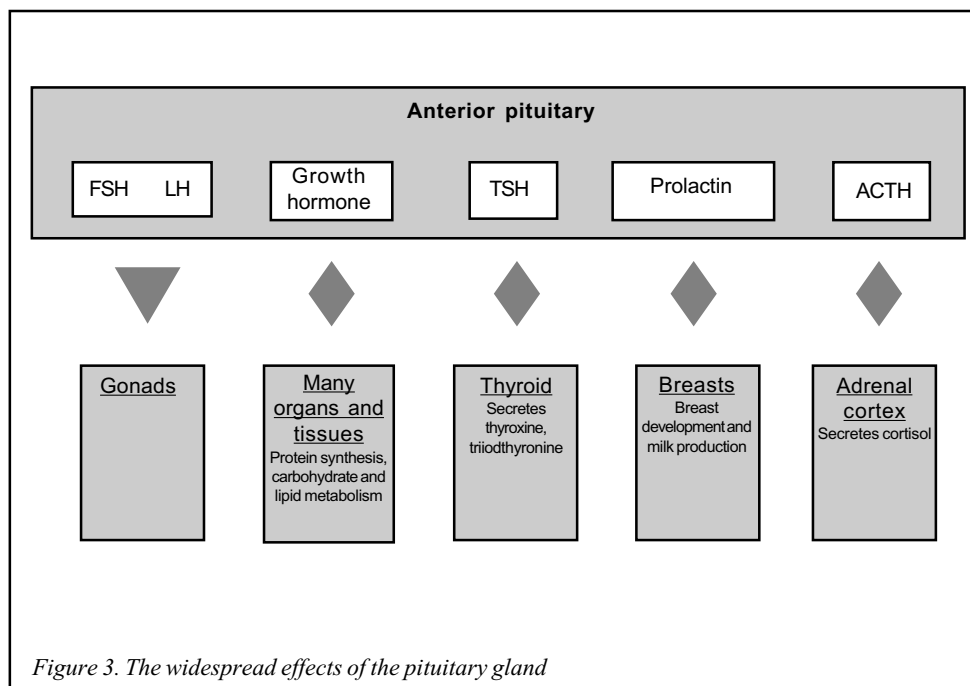 Anterior pituitary
FSH LH
Growth
hormone
TSH
Prolactin
ACTH
Gonads
Many
organs and
tissues
Protein synthesis,
carbohydrate and
lipid metabolism
Thyroid
Secretes
thyroxine,
triiodthyronine
Breasts
Breast
development and
milk production
Adrenal
cortex
Secretes cortisol
Figure 3. The widespread effects of the pituitary gland